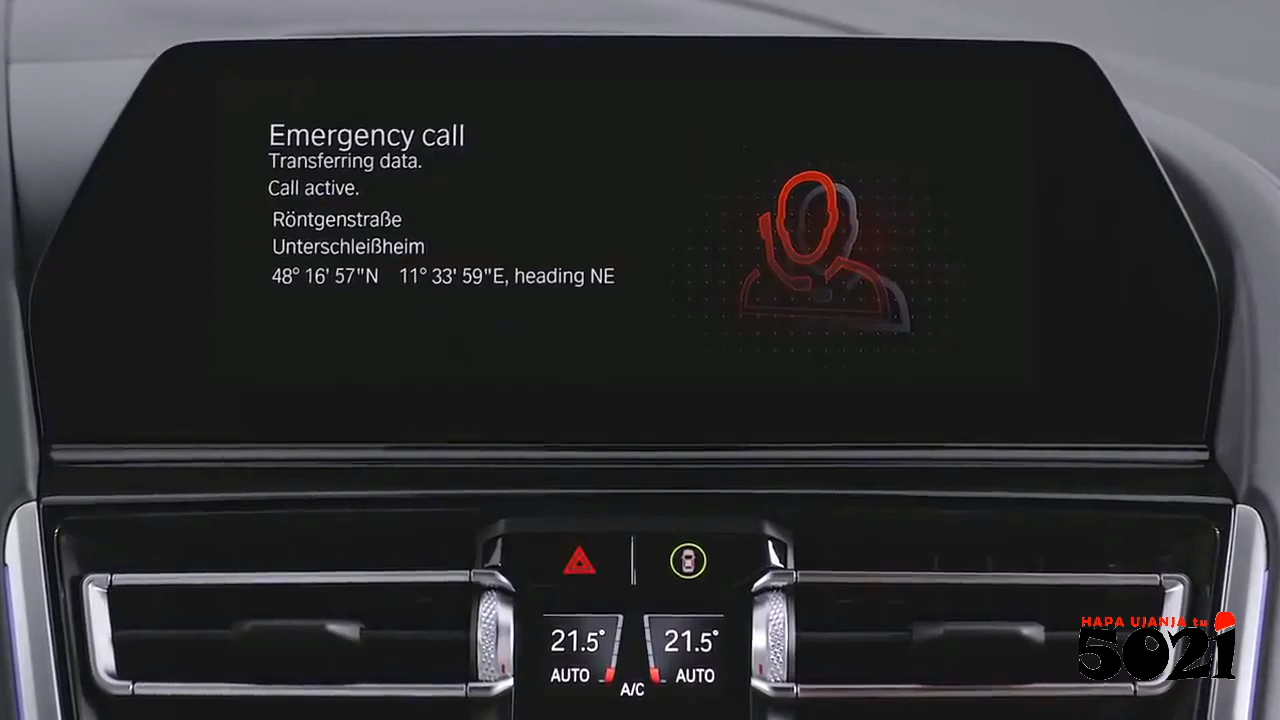 Emergency call
Transferring data.
Call active.
Röntgenstraße
Unterschleißheim
48° 16' 57"N 11° 33' 59"E, heading NE
21.5° 21.5°
AUTO A/C AUTO
HAPA UJANJA tu
5021